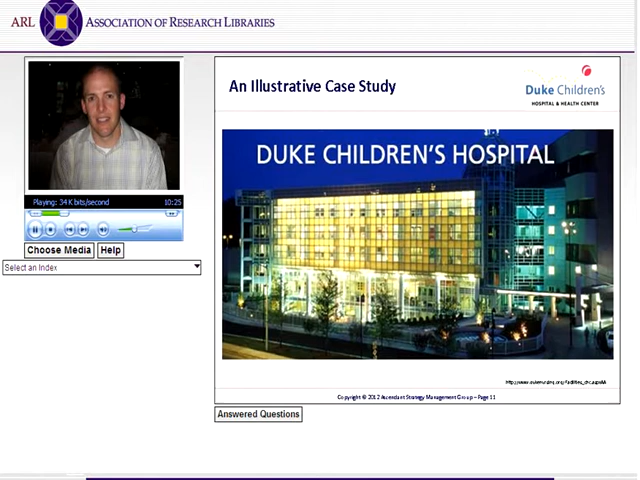 ARL ASSOCIATION OF RESEARCH LIBRARIES
An Illustrative Case Study
Duke Children's
HOSPITAL & HEALTH CENTER
DUKE CHILDREN'S HOSPITAL
Playing: 34 K bits/second 10:25
Choose Media Help
Select an Index
Copyright © 2012 Ascendant Strategy Management Group – Page 11
Answered Questions